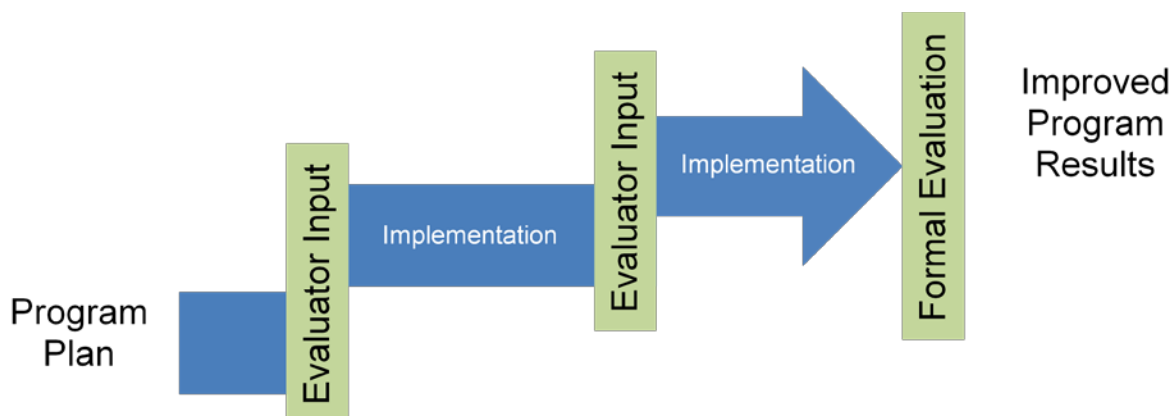 Program
Plan
Evaluator Input
Implementation
Evaluator Input
Implementation
Formal Evaluation
Improved
Program
Results